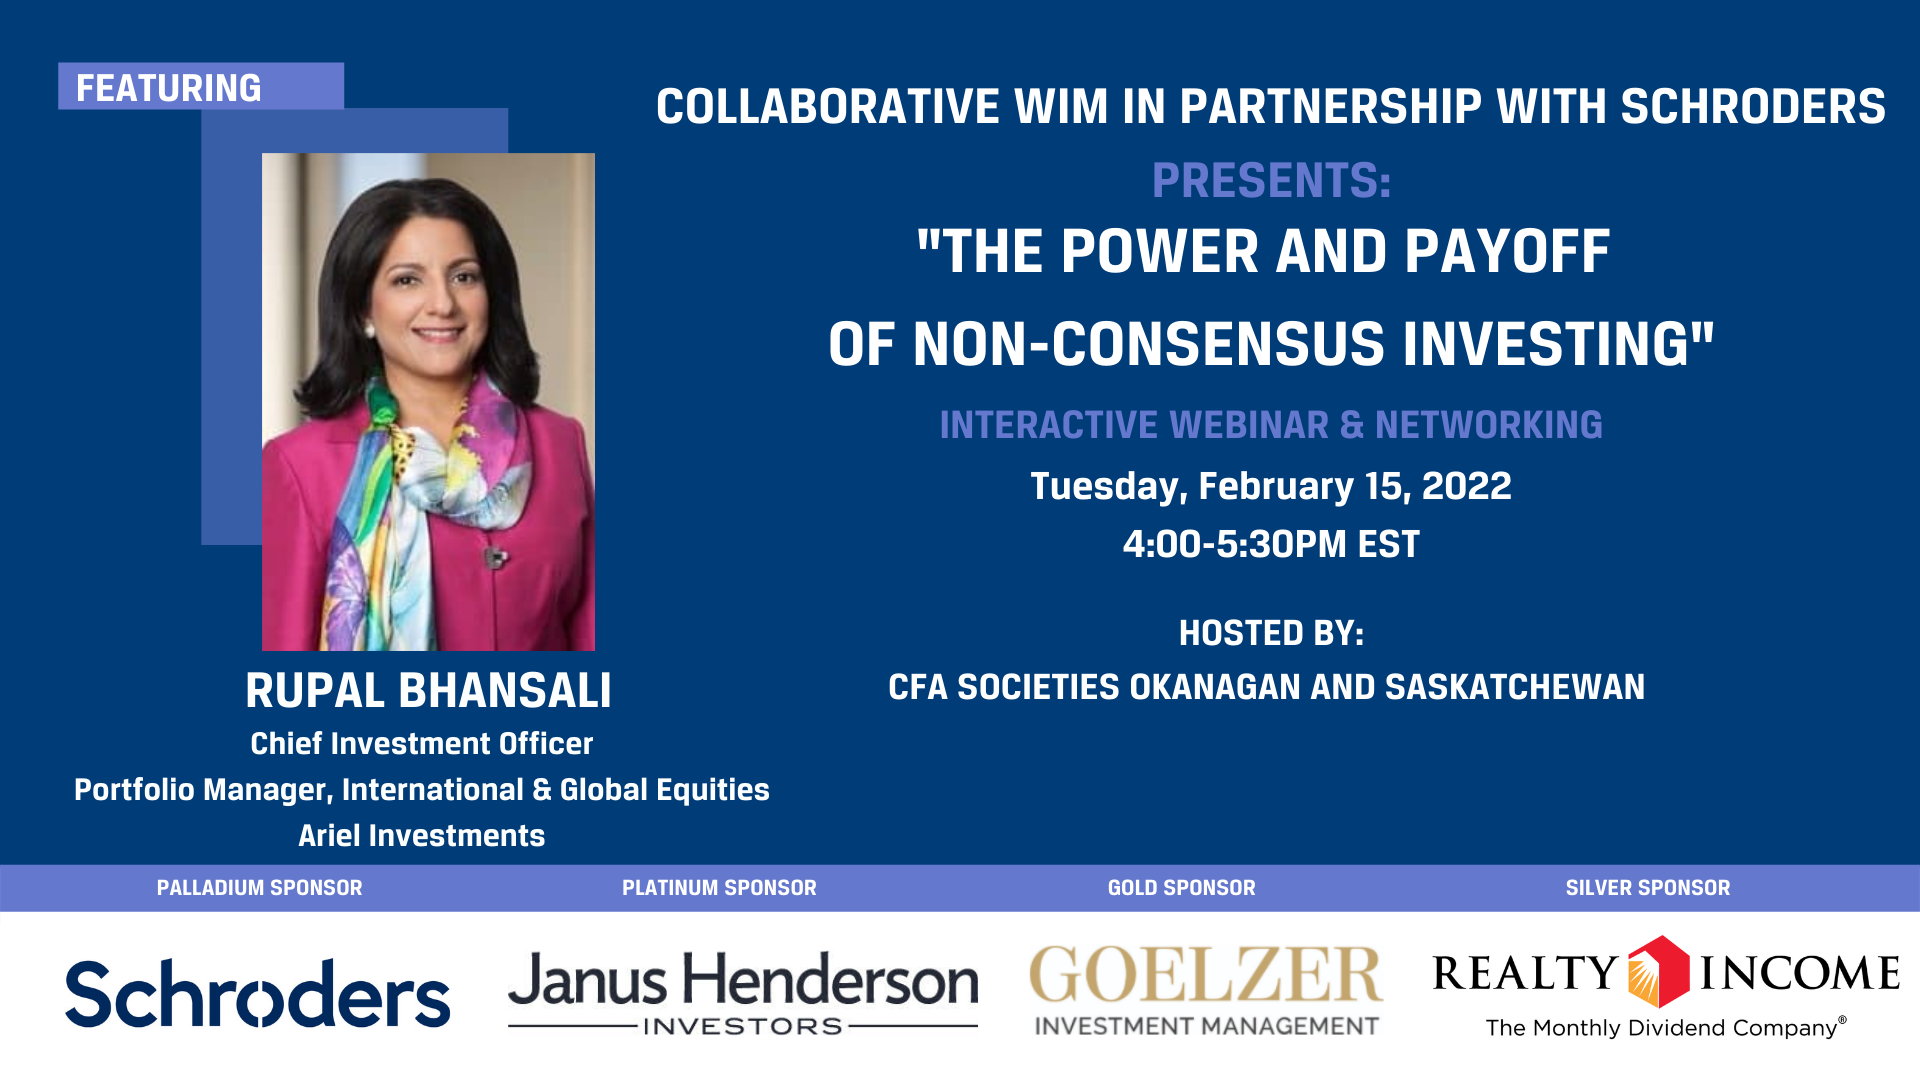 FEATURING
COLLABORATIVE WIM IN PARTNERSHIP WITH SCHRODERS
PRESENTS:
"THE POWER AND PAYOFF
OF NON-CONSENSUS INVESTING"
INTERACTIVE WEBINAR & NETWORKING
Tuesday, February 15, 2022
4:00-5:30PM EST
HOSTED BY:
CFA SOCIETIES OKANAGAN AND SASKATCHEWAN
RUPAL BHANSALI
Chief Investment Officer
Portfolio Manager, International & Global Equities
Ariel Investments
PALLADIUM SPONSOR
PLATINUM SPONSOR
GOLD SPONSOR
SILVER SPONSOR
Schroders
Janus Henderson
INVESTORS
GOELZER
INVESTMENT MANAGEMENT
REALTY INCOME
The Monthly Dividend Company®